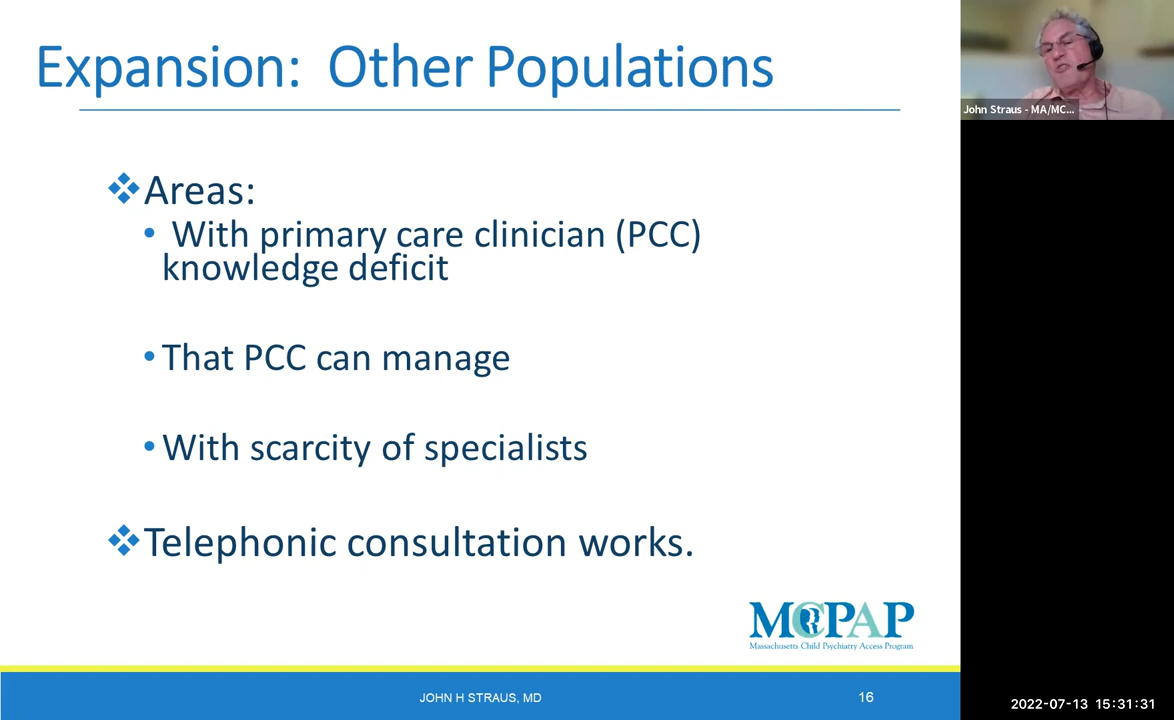 Expansion: Other Populations
❖Areas:
• With primary care clinician (PCC)
knowledge deficit
• That PCC can manage
• With scarcity of specialists
❖Telephonic consultation works.
MCPAP
Massachusetts Child Psychiatry Access Program
JOHN H STRAUS, MD
16
John Straus - MA/MC...
2022-07-13 15:31:31